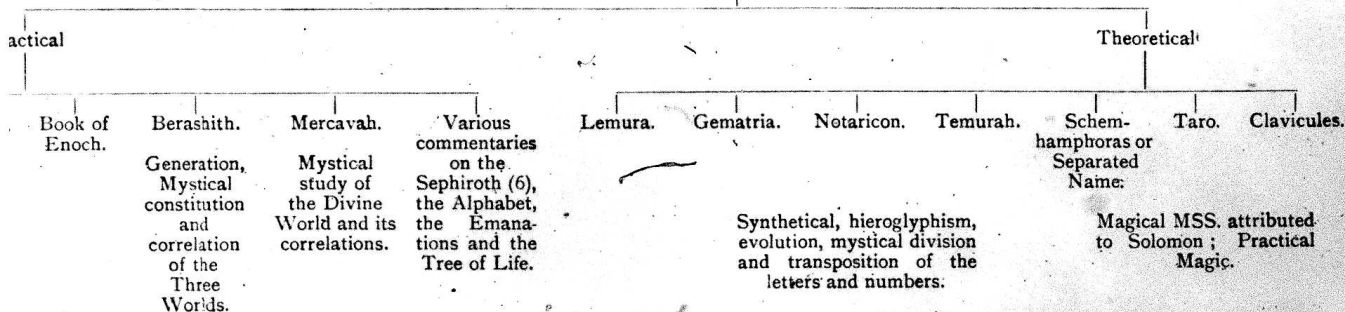 actical
Theoretical
Book of
Enoch.
Berashith.
Generation,
Mystical
constitution
and
correlation
of the
Three
Worlds.
Mercavah.
Mystical
study of
the Divine
World and its
correlations.
Various
commentaries
on the
Sephiroth (6),
the Alphabet,
the Emana-
tions and the
Tree of Life.
Lemura.
Gematria.
Notaricon.
Temurah.
Synthetical, hieroglyphism,
evolution, mystical division
and transposition of the
letters and numbers.
Schem-
hamphoras or
Separated
Name.
Taro.
Clavicules.
Magical MSS. attributed
to Solomon ; Practical
Magic.